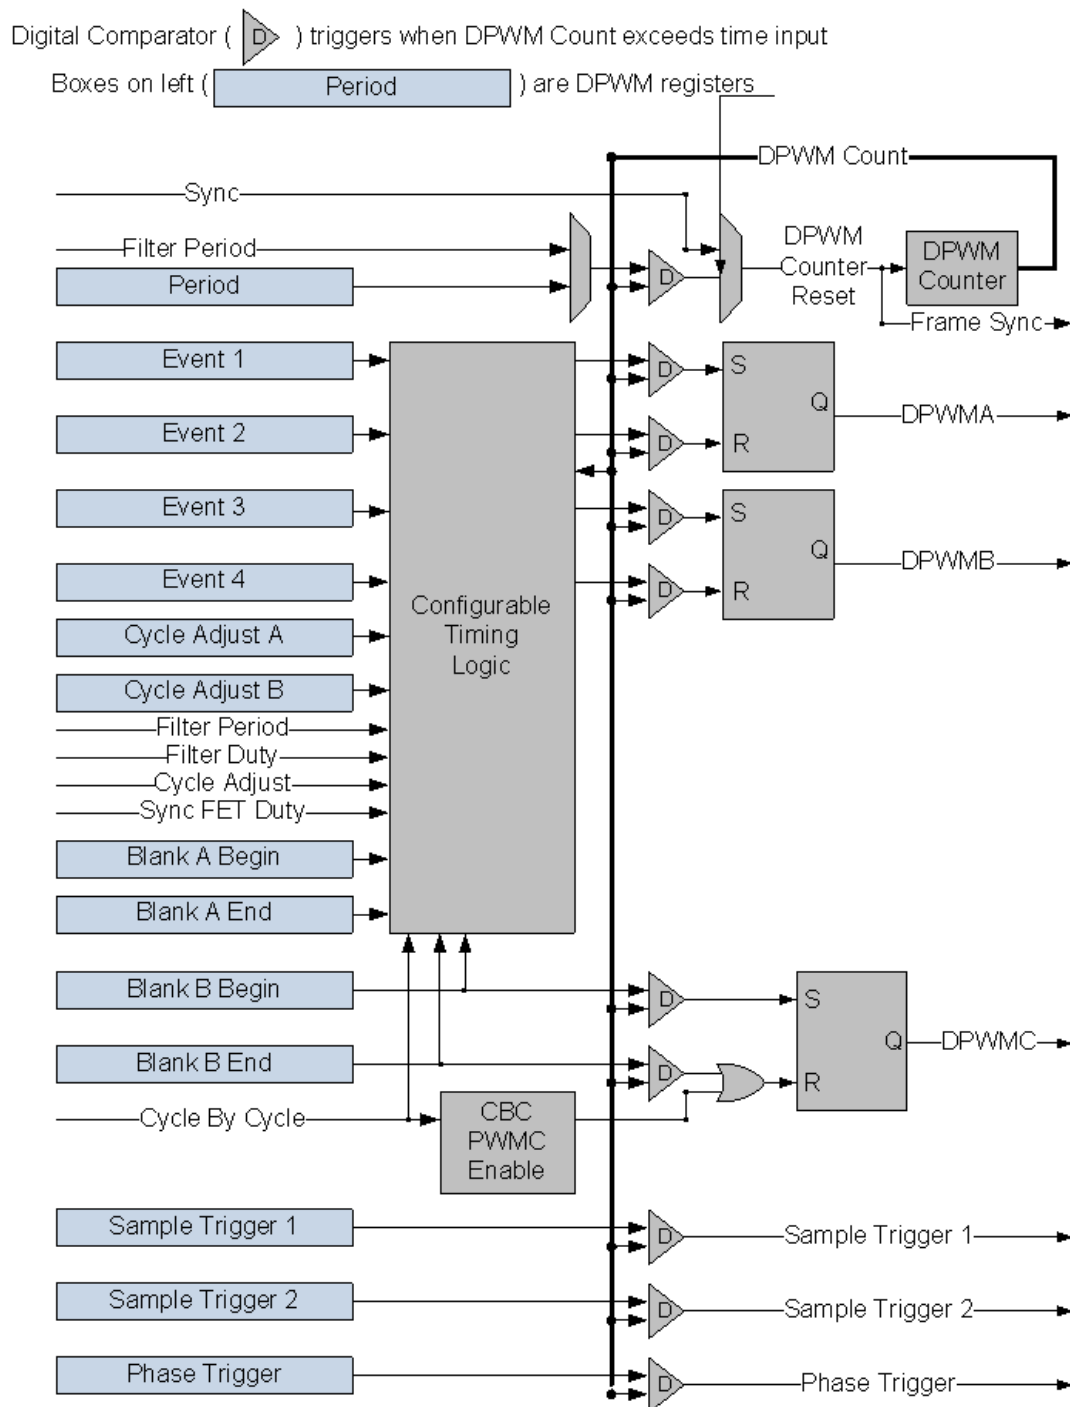 Digital Comparator ( D ) triggers when DPWM Count exceeds time input
Boxes on left ( Period ) are DPWM registers
DPWM Count
Sync
Filter Period
Period
D
DPWM
Counter
Reset
DPWM
Counter
Frame Sync
Event 1
D
S
Q
DPWMA
Event 2
D
R
Event 3
D
S
Q
DPWMB
Event 4
D
R
Configurable
Timing
Logic
Cycle Adjust A
Cycle Adjust B
Filter Period
Filter Duty
Cycle Adjust
Sync FET Duty
Blank A Begin
Blank A End
Blank B Begin
D
S
Q
DPWMC
Blank B End
D
R
Cycle By Cycle
CBC
PWMC
Enable
Sample Trigger 1
D
Sample Trigger 1
Sample Trigger 2
D
Sample Trigger 2
Phase Trigger
D
Phase Trigger